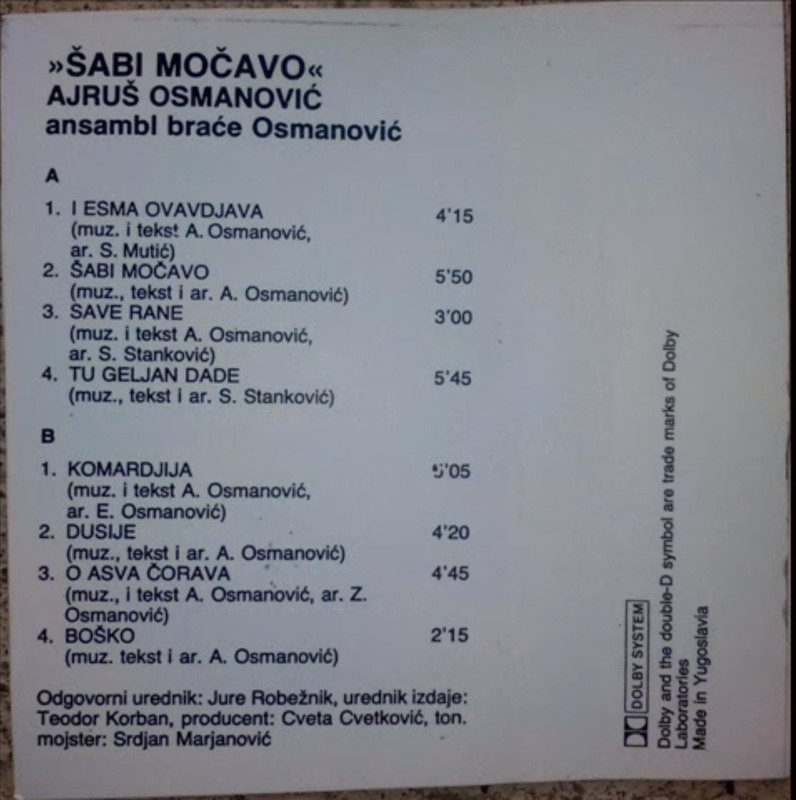 »ŠABI MOČAVO«
AJRUŠ OSMANOVIĆ
ansambl braće Osmanović
A
1. I ESMA OVAVDJAVA 4'15
(muz. i tekst A. Osmanović,
ar. S. Mutić)
2. ŠABI MOČAVO 5'50
(muz., tekst i ar. A. Osmanović)
3. SAVE RANE 3'00
(muz. i tekst A. Osmanović,
ar. S. Stanković)
4. TU GELJAN DADE 5'45
(muz., tekst i ar. S. Stanković)
B
1. KOMARDJIJA 5'05
(muz. i tekst A. Osmanović,
ar. E. Osmanović)
2. DUSIJE 4'20
(muz., tekst i ar. A. Osmanović)
3. O ASVA ČORAVA 4'45
(muz., i tekst A. Osmanović, ar. Z.
Osmanović)
4. BOŠKO 2'15
(muz. tekst i ar. A. Osmanović)
Odgovorni urednik: Jure Robežnik, urednik izdaje:
Teodor Korban, producent: Cveta Cvetković, ton.
mojster: Srdjan Marjanović
DOLBY SYSTEM
Dolby and the double-D symbol are trade marks of Dolby
Laboratories
Made in Yugoslavia